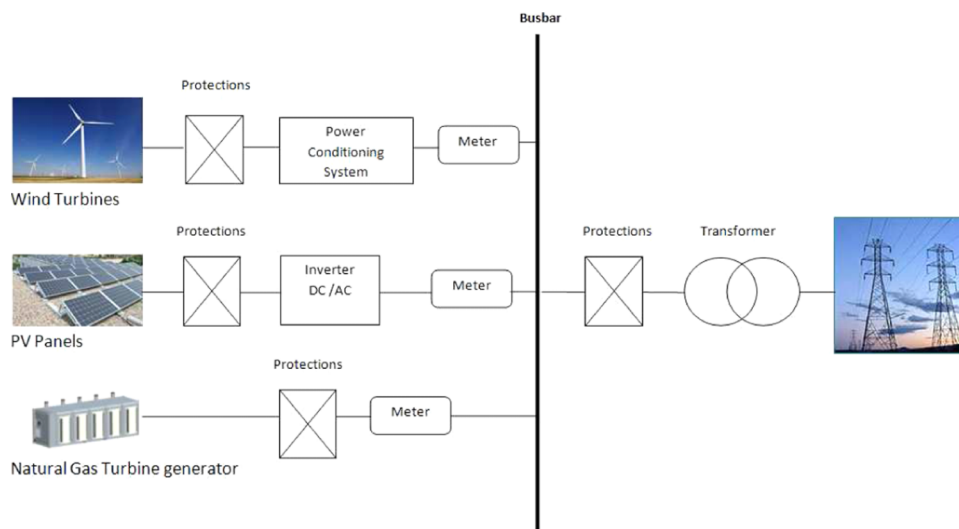 Busbar
Protections
Power
Conditioning
System
Meter
Wind Turbines
Protections
Inverter
DC /AC
Meter
Protections
Transformer
PV Panels
Protections
Meter
Natural Gas Turbine generator